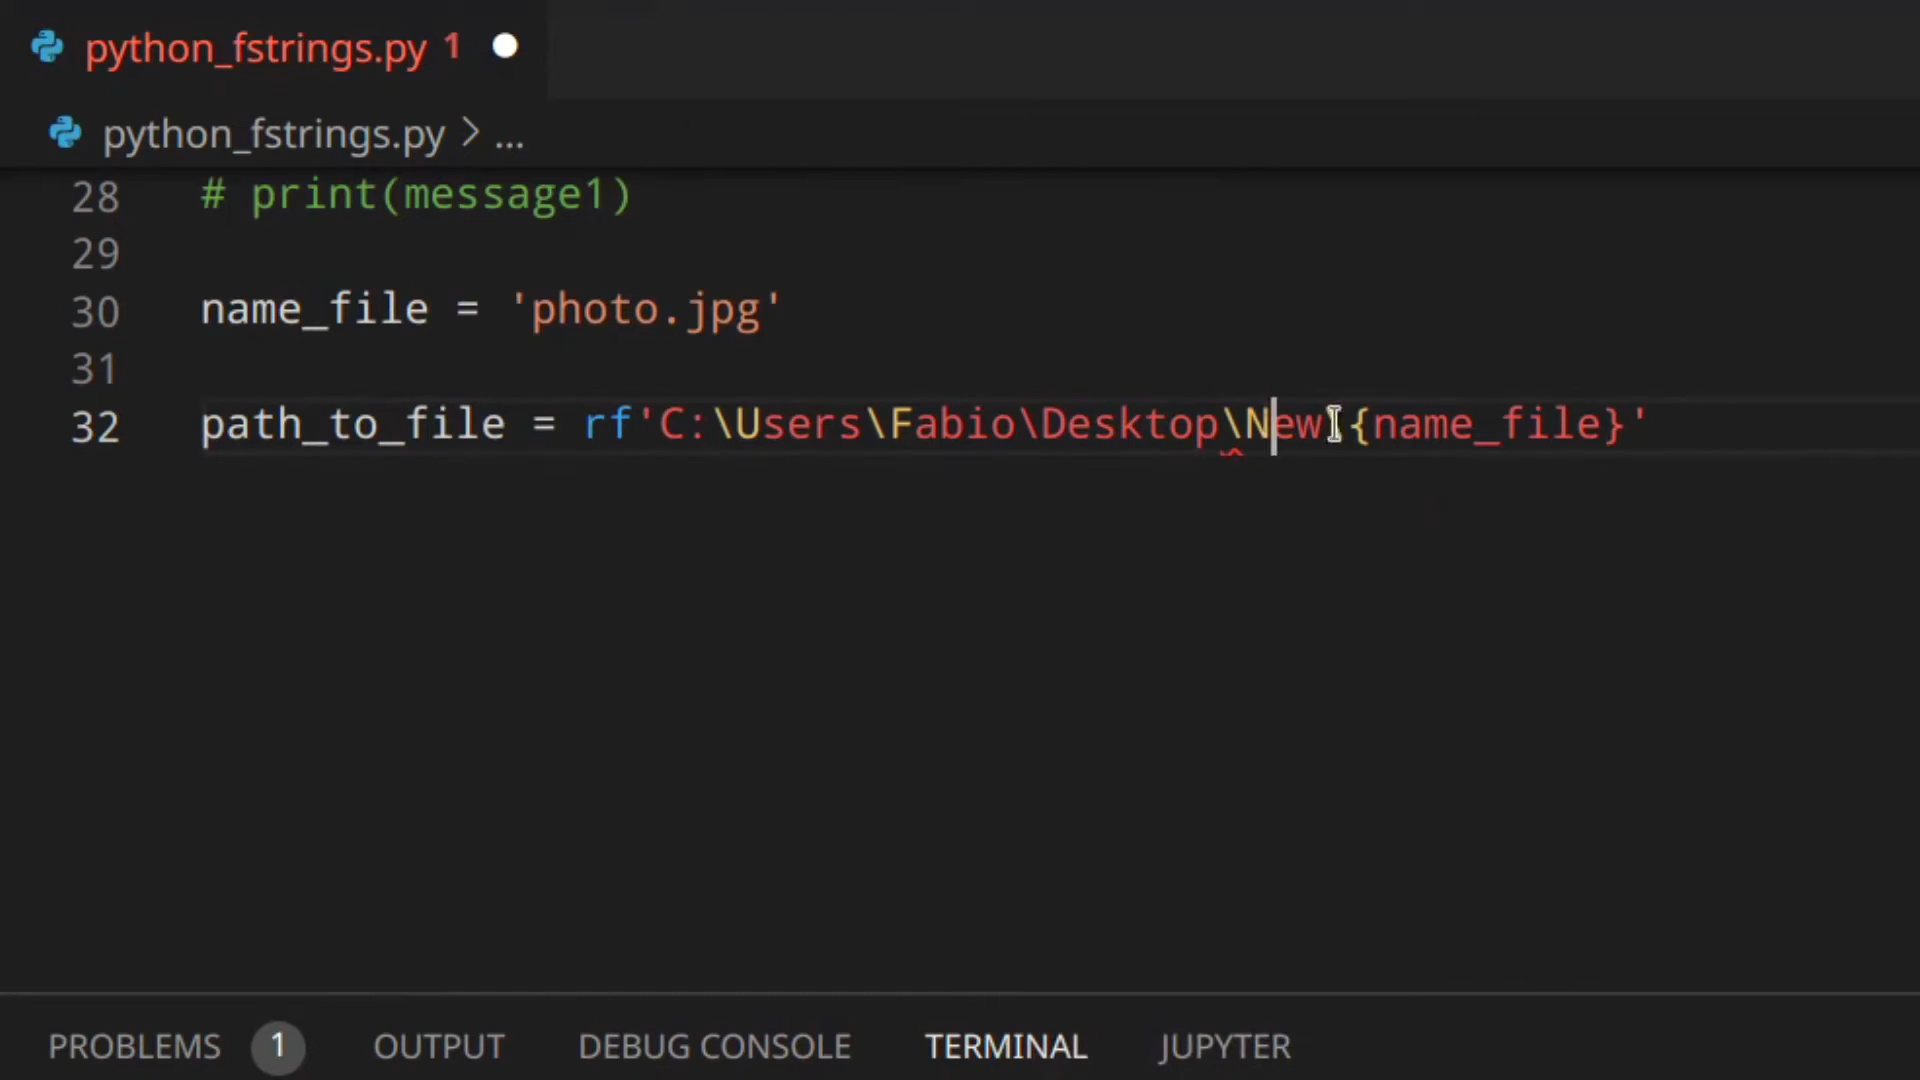 python_fstrings.py 1
python_fstrings.py > ...
28 # print(message1)
29
30 name_file = 'photo.jpg'
31
32 path_to_file = rf'C:\Users\Fabio\Desktop\New\{name_file}'
PROBLEMS 1 OUTPUT DEBUG CONSOLE TERMINAL JUPYTER